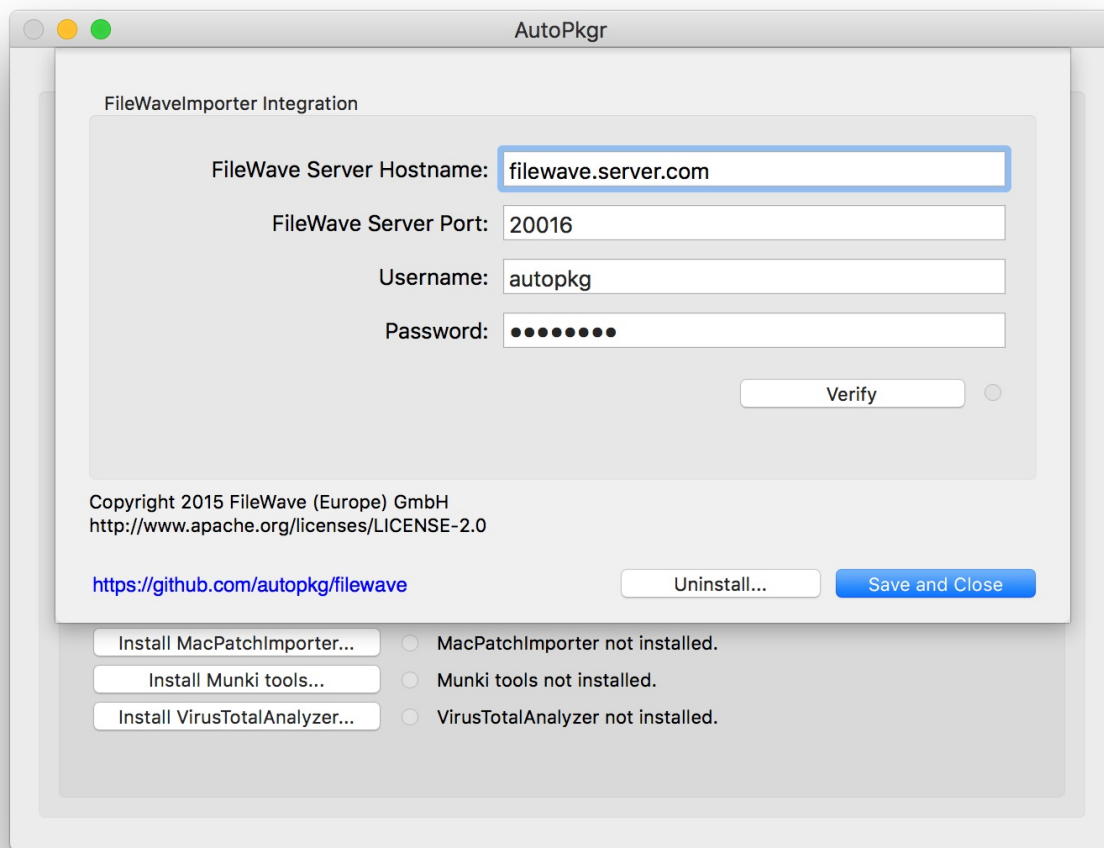 AutoPkgr
FileWaveImporter Integration
FileWave Server Hostname: filewave.server.com
FileWave Server Port: 20016
Username: autopkg
Password: ●●●●●●●●
Verify
Copyright 2015 FileWave (Europe) GmbH
http://www.apache.org/licenses/LICENSE-2.0
https://github.com/autopkg/filewave Uninstall... Save and Close
Install MacPatchImporter... MacPatchImporter not installed.
Install Munki tools... Munki tools not installed.
Install VirusTotalAnalyzer... VirusTotalAnalyzer not installed.